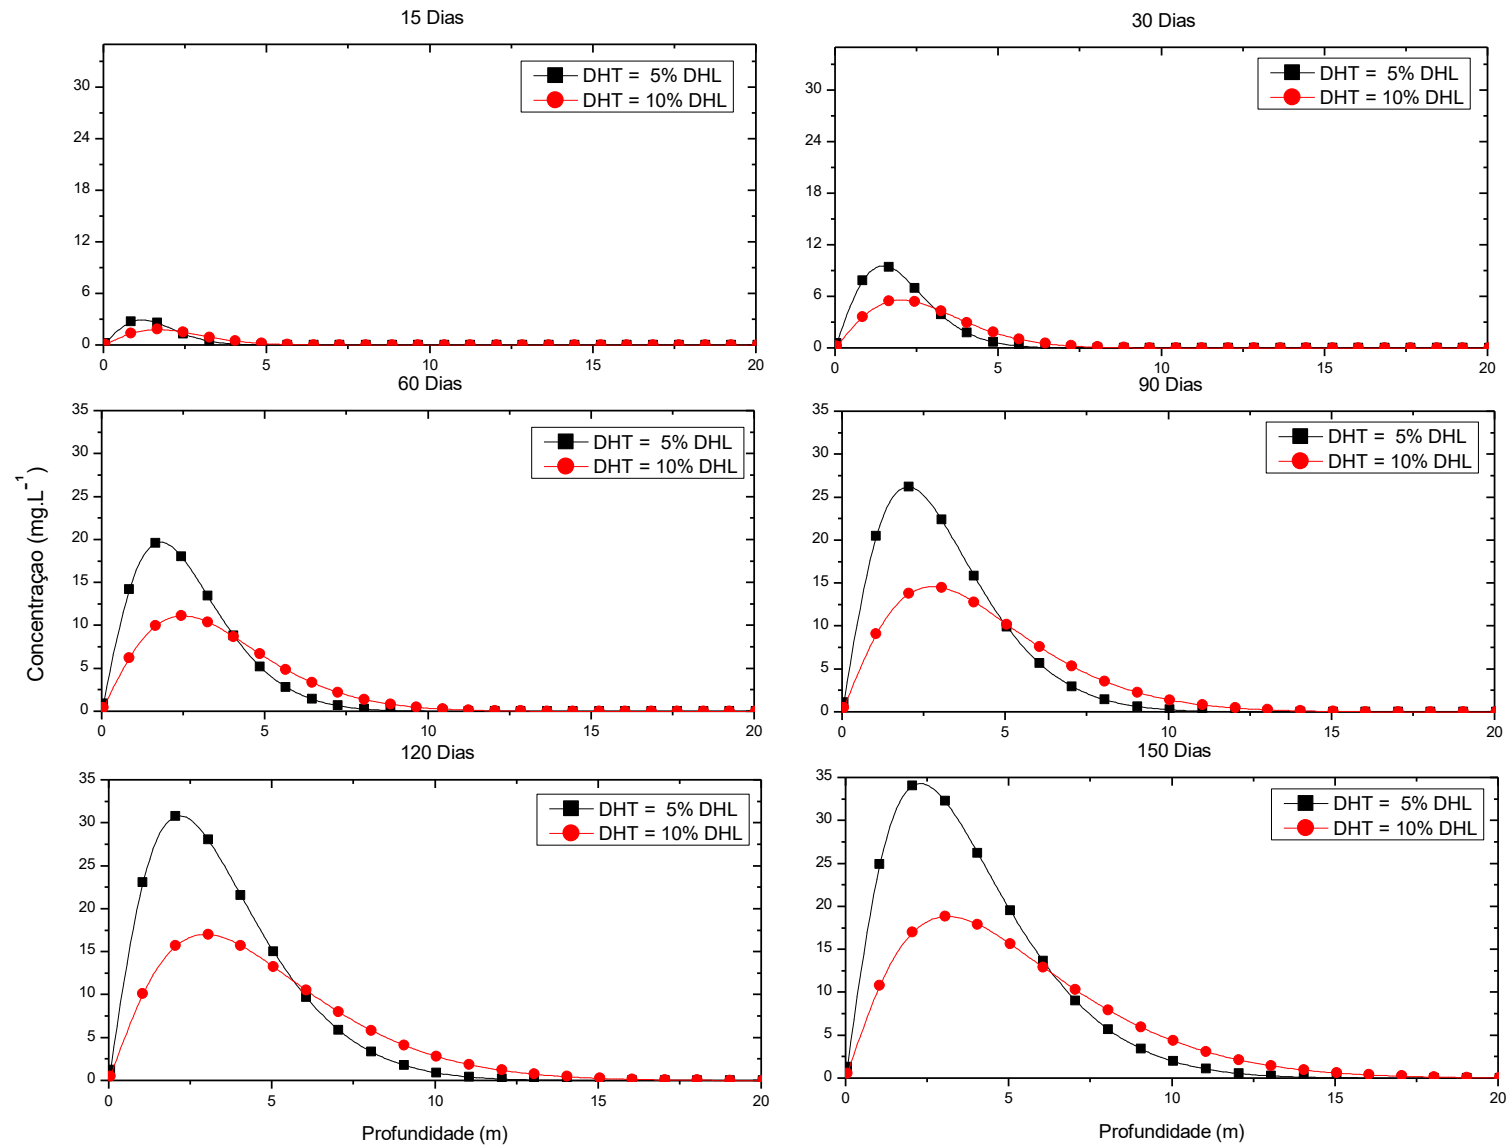 15 Dias
DHT = 5% DHL
DHT = 10% DHL
30
24
18
12
6
0
0 5 10 15 20
30 Dias
DHT = 5% DHL
DHT = 10% DHL
30
24
18
12
6
0
0 5 10 15 20
60 Dias
DHT = 5% DHL
DHT = 10% DHL
35
30
25
20
15
10
5
0
0 5 10 15 20
90 Dias
DHT = 5% DHL
DHT = 10% DHL
35
30
25
20
15
10
5
0
0 5 10 15 20
Concentraçao (mg.L⁻¹)
120 Dias
DHT = 5% DHL
DHT = 10% DHL
35
30
25
20
15
10
5
0
0 5 10 15 20
Profundidade (m)
150 Dias
DHT = 5% DHL
DHT = 10% DHL
35
30
25
20
15
10
5
0
0 5 10 15 20
Profundidade (m)